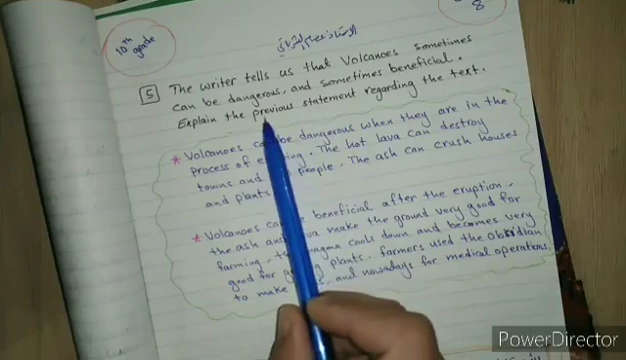 10th
grade
8
5 The writer tells us that Volcanoes sometimes
can be dangerous and sometimes beneficial.
Explain the previous statement regarding the text.
* Volcanoes can be dangerous when they are in the
process of . The hot lava can destroy
towns and people. The ash can crush houses
and plants
* Volcanoes can be beneficial after the eruption.
the ash and lava make the ground very good for
farming. the magma cools down and becomes very
good for plants. farmers used the Obsidian
to make , and nowadays for medical operations.
PowerDirector